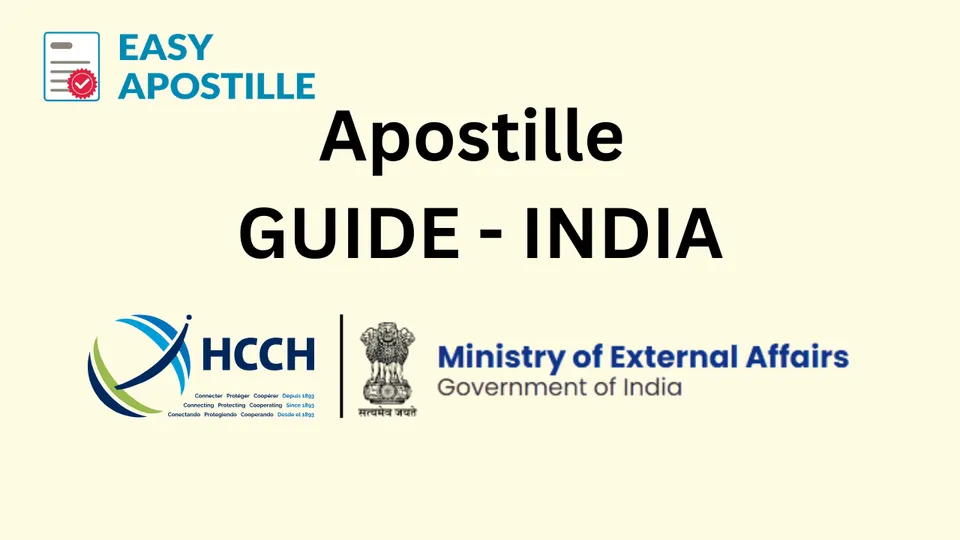 EASY
APOSTILLE
Apostille
GUIDE - INDIA
HCCH
Connecter Protéger Coopérer Depuis 1893
Connecting Protecting Cooperating Since 1893
Conectando Protegiendo Cooperando Desde el 1893
सत्यमेव जयते
Ministry of External Affairs
Government of India